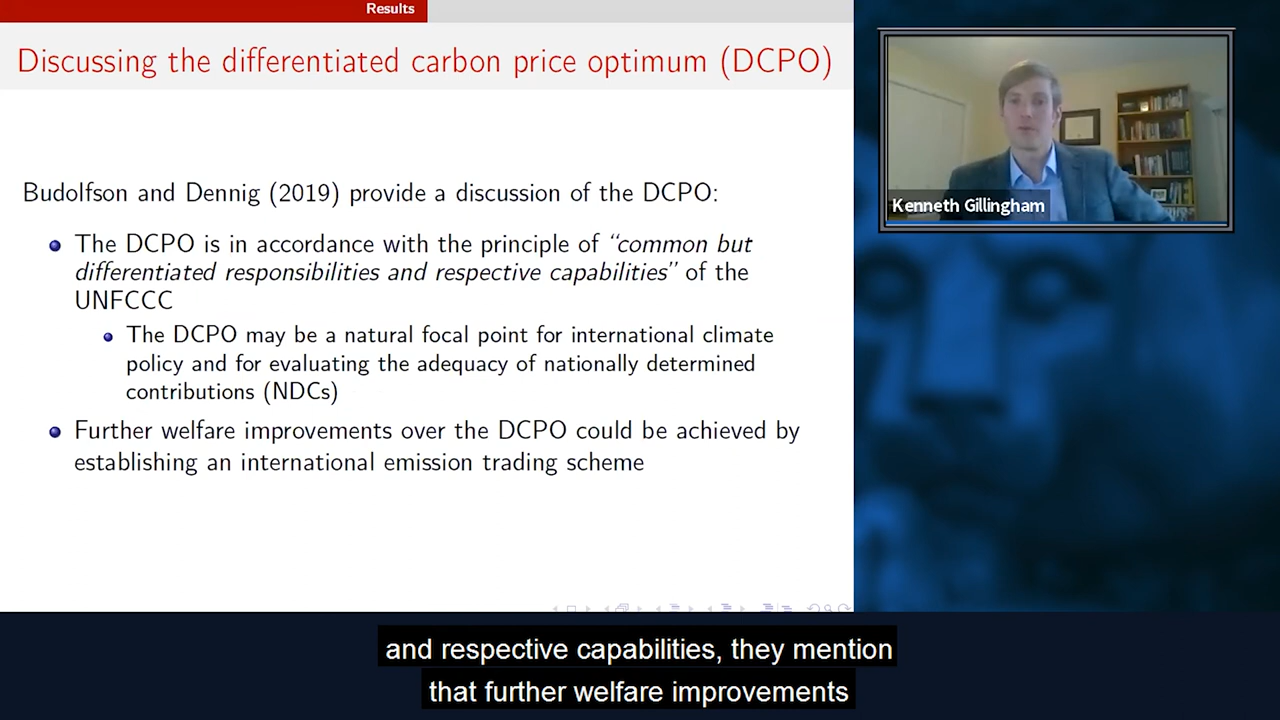 Results
Discussing the differentiated carbon price optimum (DCPO)
Budolfson and Dennig (2019) provide a discussion of the DCPO:
The DCPO is in accordance with the principle of “common but
differentiated responsibilities and respective capabilities” of the
UNFCCC
The DCPO may be a natural focal point for international climate
policy and for evaluating the adequacy of nationally determined
contributions (NDCs)
Further welfare improvements over the DCPO could be achieved by
establishing an international emission trading scheme
Kenneth Gillingham
and respective capabilities, they mention
that further welfare improvements